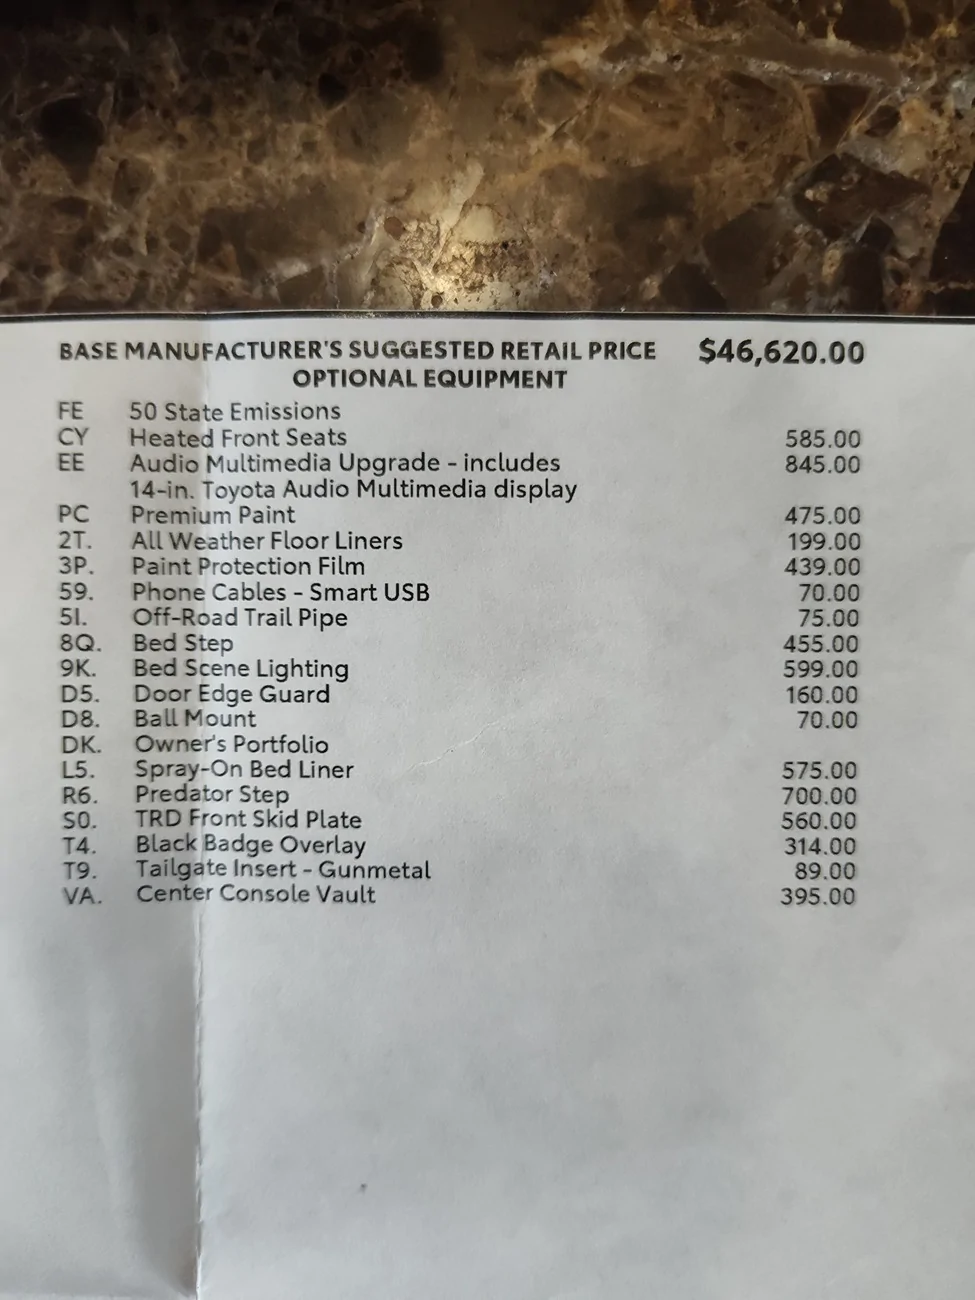 BASE MANUFACTURER'S SUGGESTED RETAIL PRICE $46,620.00
OPTIONAL EQUIPMENT
FE 50 State Emissions
CY Heated Front Seats 585.00
EE Audio Multimedia Upgrade - includes 845.00
14-in. Toyota Audio Multimedia display
PC Premium Paint 475.00
2T. All Weather Floor Liners 199.00
3P. Paint Protection Film 439.00
59. Phone Cables - Smart USB 70.00
5I. Off-Road Trail Pipe 75.00
8Q. Bed Step 455.00
9K. Bed Scene Lighting 599.00
D5. Door Edge Guard 160.00
D8. Ball Mount 70.00
DK. Owner's Portfolio
L5. Spray-On Bed Liner 575.00
R6. Predator Step 700.00
S0. TRD Front Skid Plate 560.00
T4. Black Badge Overlay 314.00
T9. Tailgate Insert - Gunmetal 89.00
VA. Center Console Vault 395.00